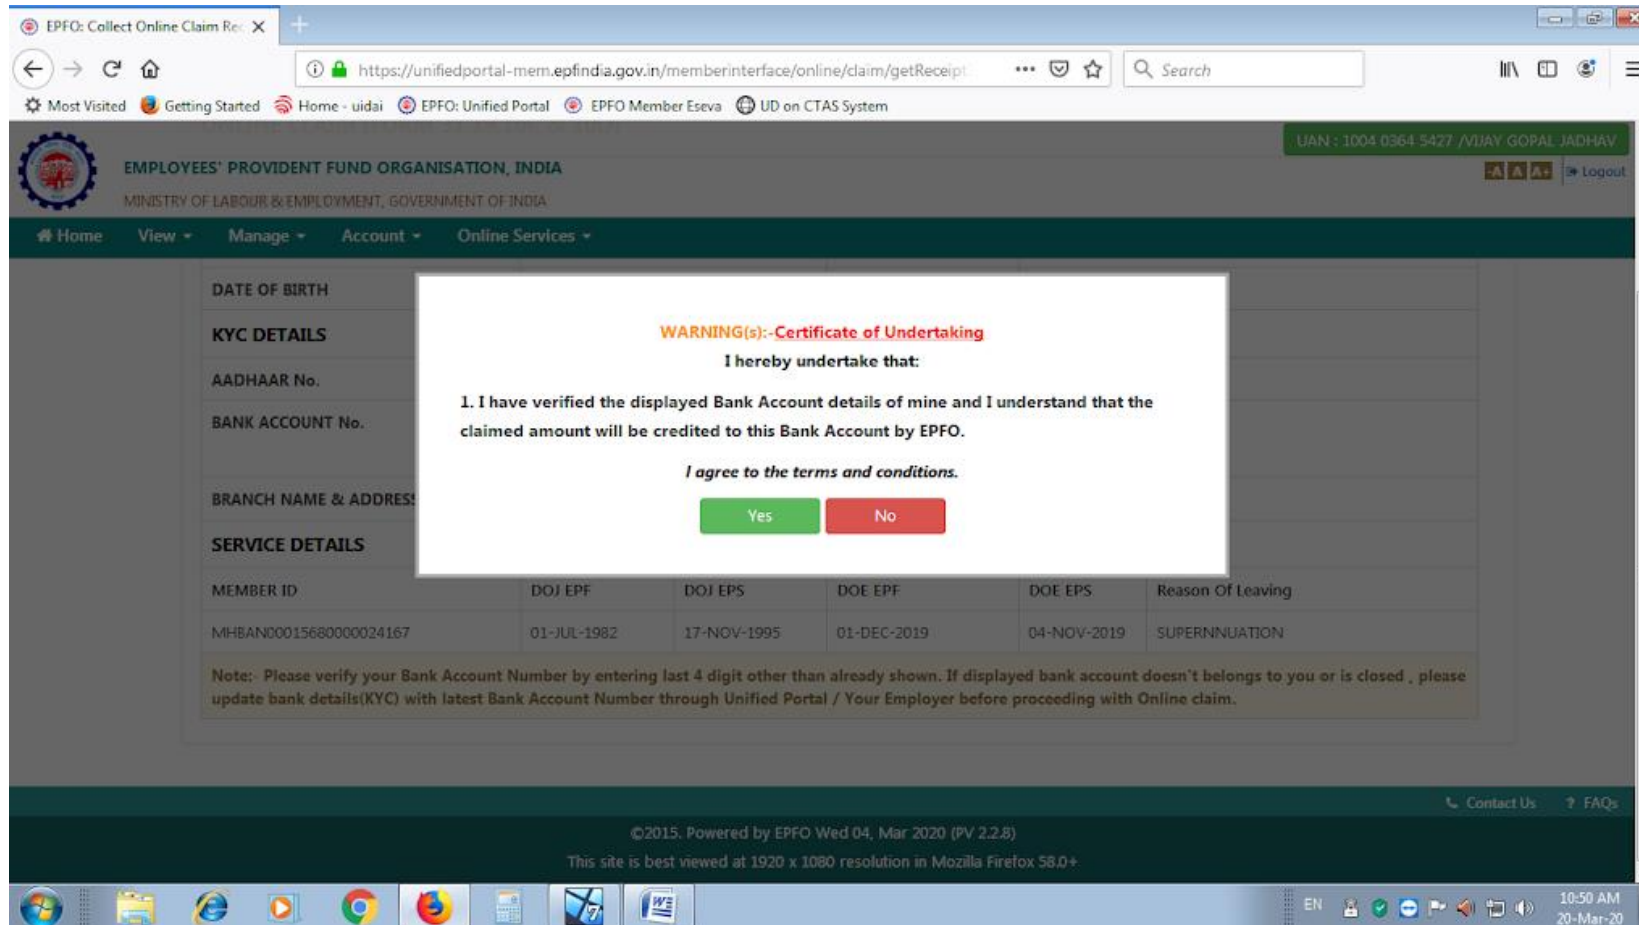 EPFO: Collect Online Claim Rec
https://unifiedportal-mem.epfindia.gov.in/memberinterface/online/claim/getReceipt
Search
Most Visited Getting Started Home - uidai EPFO: Unified Portal EPFO Member Eseva UD on CTAS System
UAN : 1004 0364 5427 /VIJAY GOPAL JADHAV
EMPLOYEES' PROVIDENT FUND ORGANISATION, INDIA
-A A A+ Logout
MINISTRY OF LABOUR & EMPLOYMENT, GOVERNMENT OF INDIA
Home View Manage Account Online Services
DATE OF BIRTH
WARNING(s):-Certificate of Undertaking
KYC DETAILS
I hereby undertake that:
AADHAAR No.
1. I have verified the displayed Bank Account details of mine and I understand that the
BANK ACCOUNT No.
claimed amount will be credited to this Bank Account by EPFO.
I agree to the terms and conditions.
BRANCH NAME & ADDRESS
Yes No
SERVICE DETAILS
MEMBER ID DOJ EPF DOJ EPS DOE EPF DOE EPS Reason Of Leaving
MHBAN00015680000024167 01-JUL-1982 17-NOV-1995 01-DEC-2019 04-NOV-2019 SUPERNNUATION
Note:- Please verify your Bank Account Number by entering last 4 digit other than already shown. If displayed bank account doesn't belongs to you or is closed , please
update bank details(KYC) with latest Bank Account Number through Unified Portal / Your Employer before proceeding with Online claim.
Contact Us ? FAQs
©2015. Powered by EPFO Wed 04, Mar 2020 (PV 2.2.8)
This site is best viewed at 1920 x 1080 resolution in Mozilla Firefox 58.0+
EN 10:50 AM
20-Mar-20